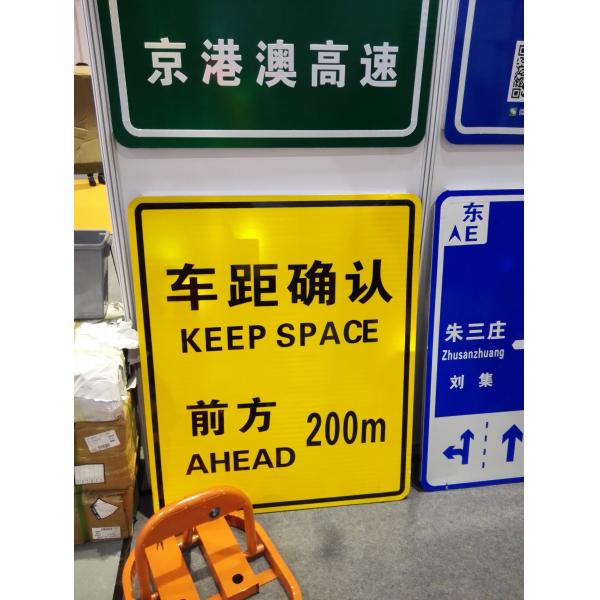 京港澳高速
车距确认
KEEP SPACE
前方 200m
AHEAD
东
E
朱三庄
Zhusanzhuang
刘集